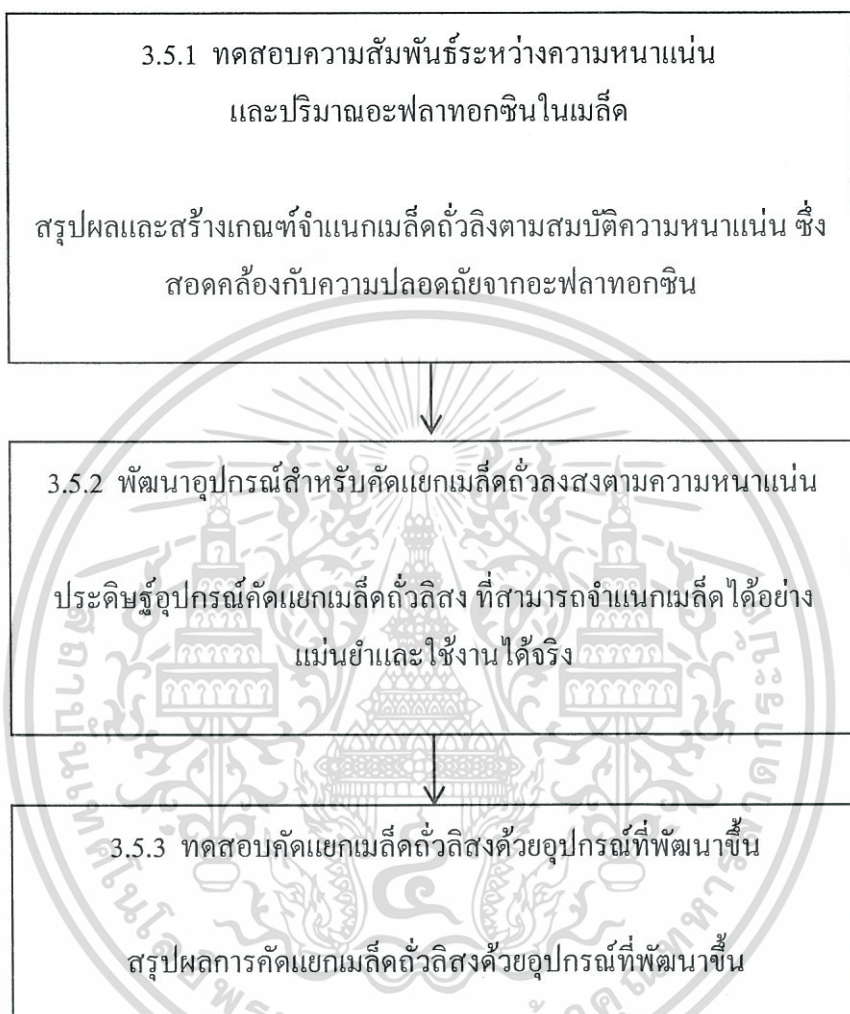 3.5.1 ทดสอบความสัมพันธ์ระหว่างความหนาแน่น
และปริมาณอะฟลาทอกซินในเมล็ด
สรุปผลและสร้างเกณฑ์จำแนกเมล็ดถั่วลิงตามสมบัติความหนาแน่น ซึ่ง
สอดคล้องกับความปลอดภัยจากอะฟลาทอกซิน
3.5.2 พัฒนาอุปกรณ์สำหรับคัดแยกเมล็ดถั่วลงสงตามความหนาแน่น
ประดิษฐ์อุปกรณ์คัดแยกเมล็ดถั่วลิสง ที่สามารถจำแนกเมล็ดได้อย่าง
แม่นยำและใช้งานได้จริง
3.5.3 ทดสอบคัดแยกเมล็ดถั่วลิสงด้วยอุปกรณ์ที่พัฒนาขึ้น
สรุปผลการคัดแยกเมล็ดถั่วลิสงด้วยอุปกรณ์ที่พัฒนาขึ้น